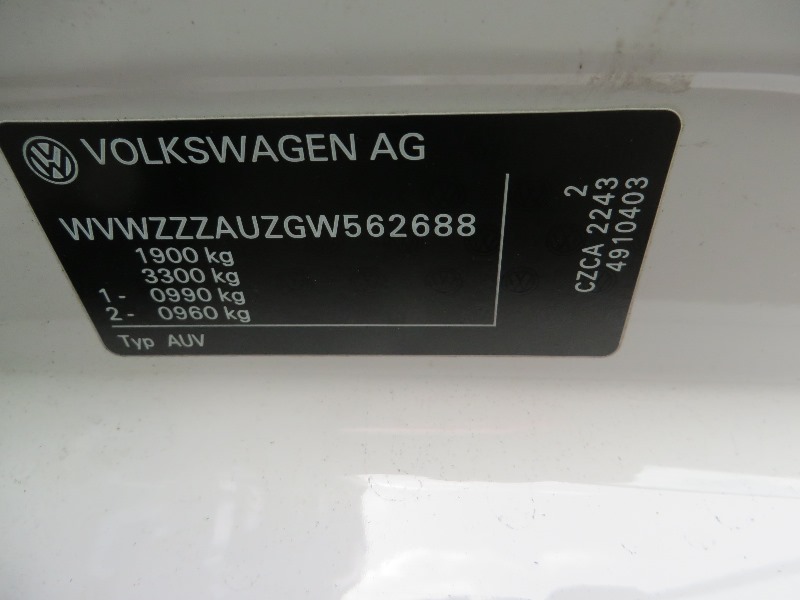 VOLKSWAGEN AG
WVWZZZAUZGW562688
1900 kg
3300 kg
1- 0990 kg
2- 0960 kg
Typ AUV
2
CZCA 2243
4910403